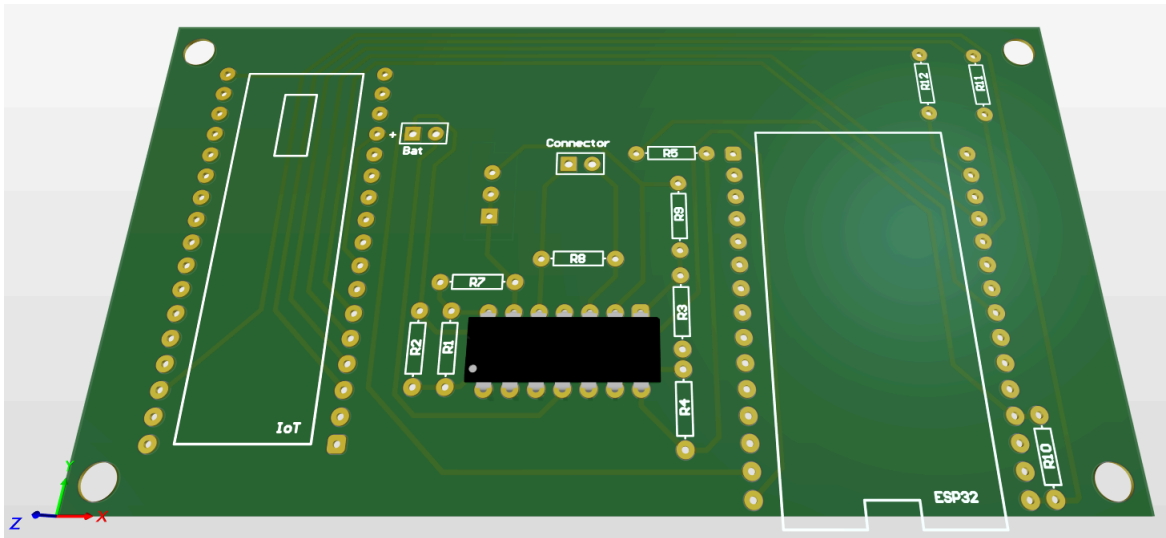 R12
R11
+
Bat
Connector
R5
R9
R8
R7
R3
R2
R1
R4
IoT
R10
ESP32
Y
Z
X